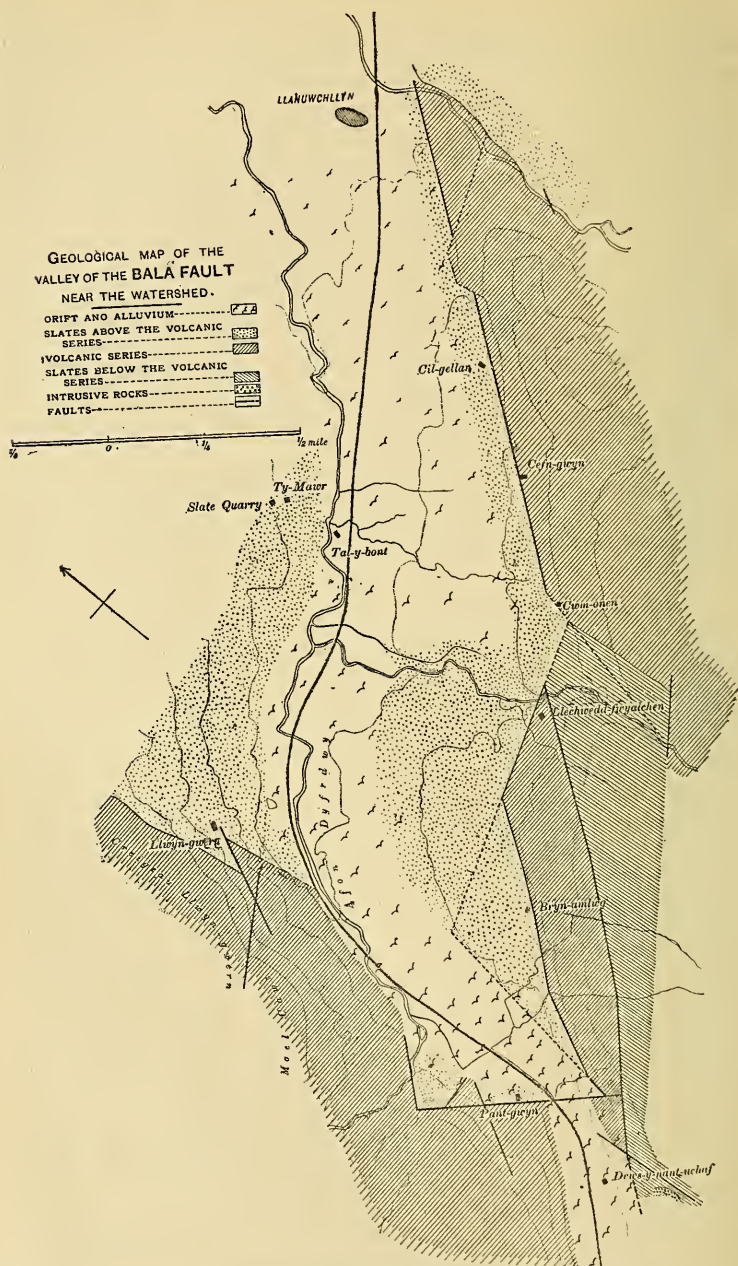 LLANUWCHLLYN
GEOLOGICAL MAP OF THE
VALLEY OF THE BALA FAULT
NEAR THE WATERSHED.
DRIFT AND ALLUVIUM
SLATES ABOVE THE VOLCANIC
SERIES
VOLCANIC SERIES
SLATES BELOW THE VOLCANIC
SERIES
INTRUSIVE ROCKS
FAULTS
0
1/4
1/2 mile
Cil-gellan
Cefn-gwyn
Ty-Mawr
Slate Quarry
Tal-y-bont
Cwm-onen
Afon Dyfrdwy
Llwyn-gwern
Bryn-amlwg
Moel
Pant-gwyn
Drws-y-nant-uchaf